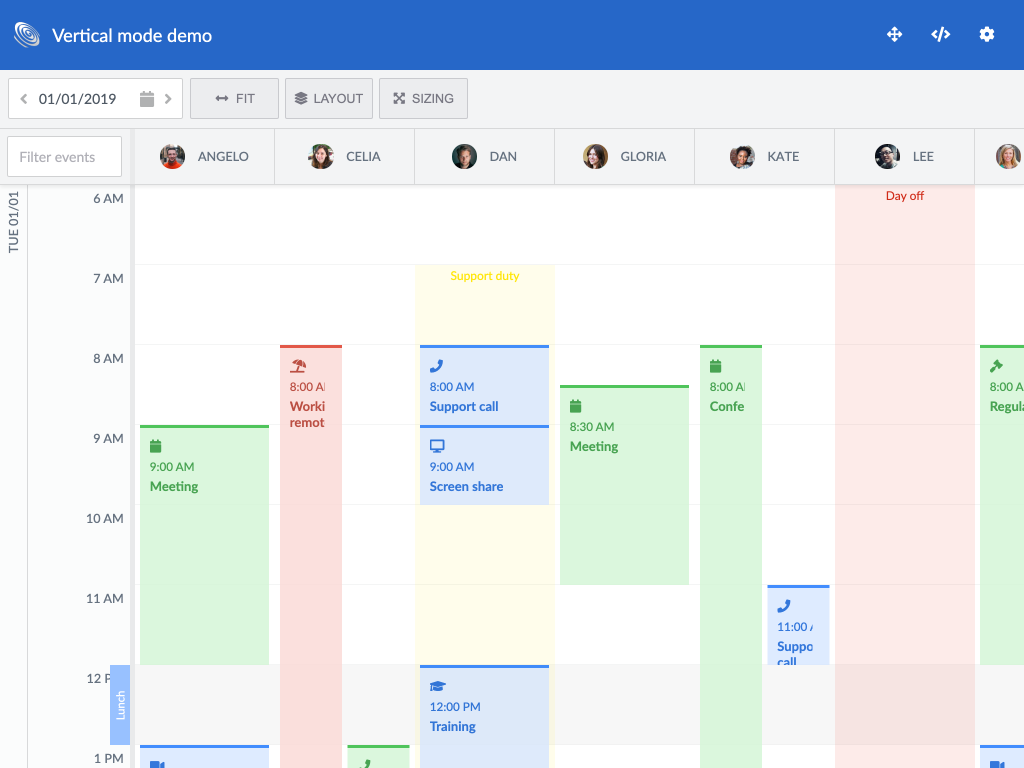 Vertical mode demo
01/01/2019
FIT
LAYOUT
SIZING
Filter events
ANGELO
CELIA
DAN
GLORIA
KATE
LEE
TUE 01/01
6 AM
7 AM
8 AM
9 AM
10 AM
11 AM
12 P
1 PM
Lunch
Day off
Support duty
9:00 AM
Meeting
8:00 A
Worki
remot
8:00 AM
Support call
9:00 AM
Screen share
12:00 PM
Training
8:30 AM
Meeting
8:00 A
Confe
11:00
Suppo
call
8:00 A
Regula